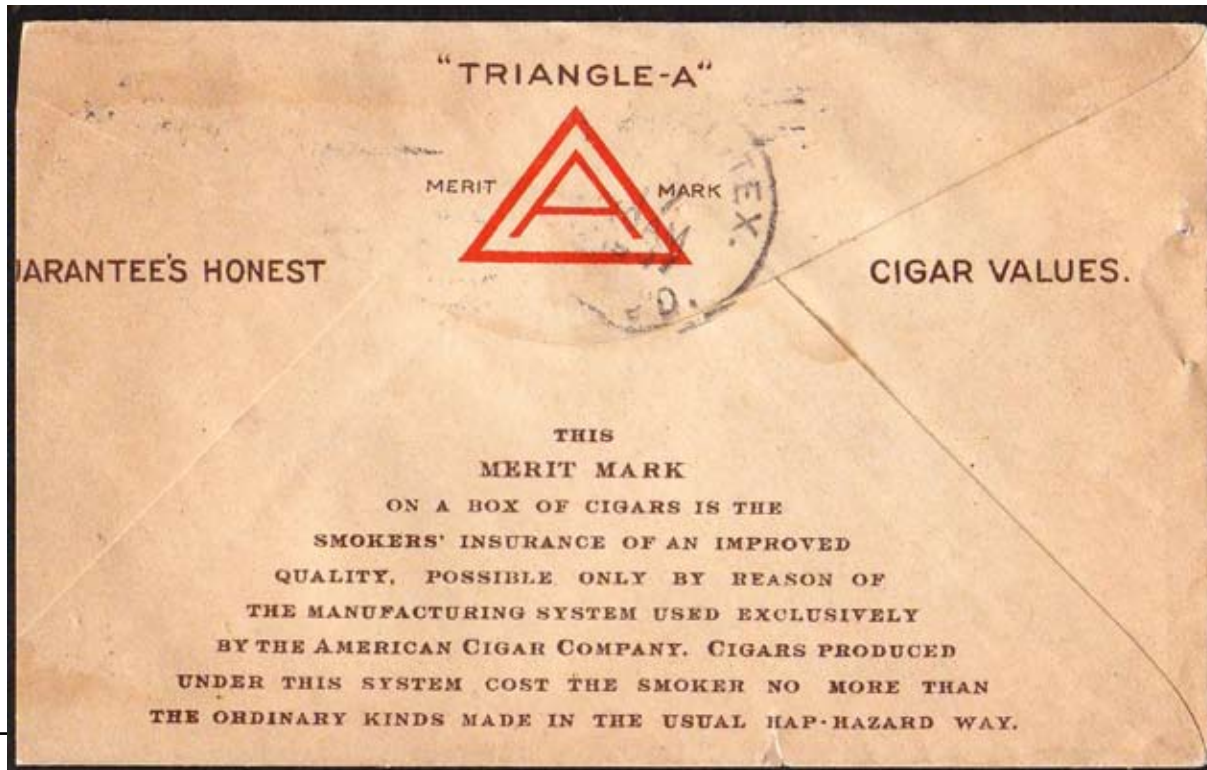 "TRIANGLE-A"
MERIT A MARK
UARANTEE'S HONEST CIGAR VALUES.
TEX.
THIS
MERIT MARK
ON A BOX OF CIGARS IS THE
SMOKERS' INSURANCE OF AN IMPROVED
QUALITY, POSSIBLE ONLY BY REASON OF
THE MANUFACTURING SYSTEM USED EXCLUSIVELY
BY THE AMERICAN CIGAR COMPANY. CIGARS PRODUCED
UNDER THIS SYSTEM COST THE SMOKER NO MORE THAN
THE ORDINARY KINDS MADE IN THE USUAL HAP-HAZARD WAY.